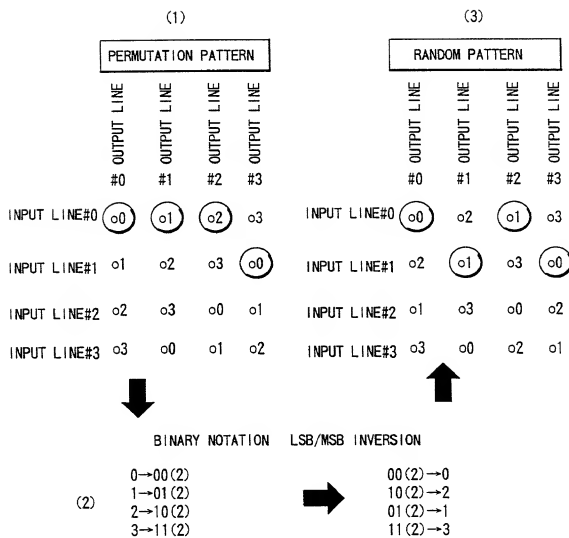 (1) (3)
PERMUTATION PATTERN RANDOM PATTERN
OUTPUT LINE OUTPUT LINE OUTPUT LINE OUTPUT LINE OUTPUT LINE OUTPUT LINE OUTPUT LINE OUTPUT LINE
#0 #1 #2 #3 #0 #1 #2 #3
INPUT LINE#0 o0 o1 o2 o3 INPUT LINE#0 o0 o2 o1 o3
INPUT LINE#1 o1 o2 o3 o0 INPUT LINE#1 o2 o1 o3 o0
INPUT LINE#2 o2 o3 o0 o1 INPUT LINE#2 o1 o3 o0 o2
INPUT LINE#3 o3 o0 o1 o2 INPUT LINE#3 o3 o0 o2 o1
BINARY NOTATION LSB/MSB INVERSION
0→00(2) 00(2)→0
1→01(2) 10(2)→2
(2) 2→10(2) 01(2)→1
3→11(2) 11(2)→3